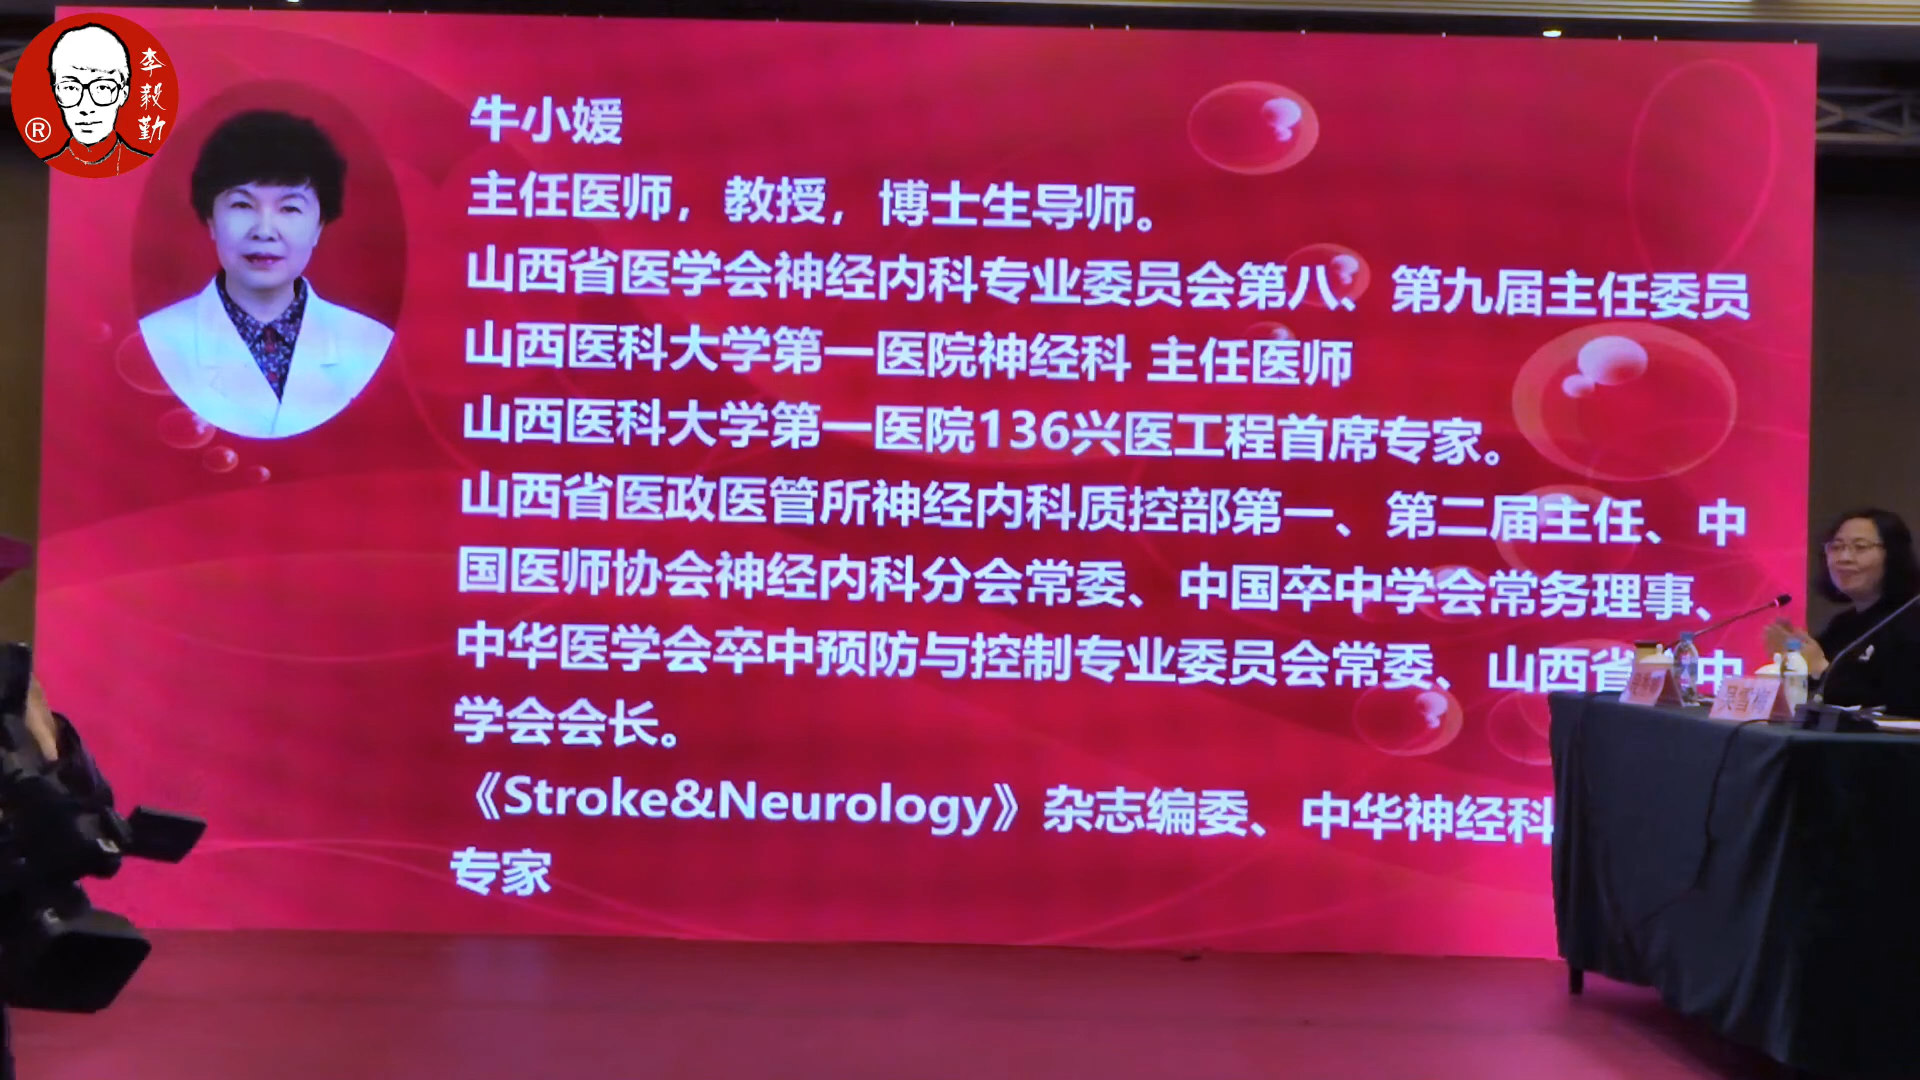 李毅勤
®
牛小媛
主任医师，教授，博士生导师。
山西省医学会神经内科专业委员会第八、第九届主任委员
山西医科大学第一医院神经科 主任医师
山西医科大学第一医院136兴医工程首席专家。
山西省医政医管所神经内科质控部第一、第二届主任、中
国医师协会神经内科分会常委、中国卒中学会常务理事、
中华医学会卒中预防与控制专业委员会常委、山西省 中
学会会长。
《Stroke&Neurology》杂志编委、中华神经科
专家
吴雪梅